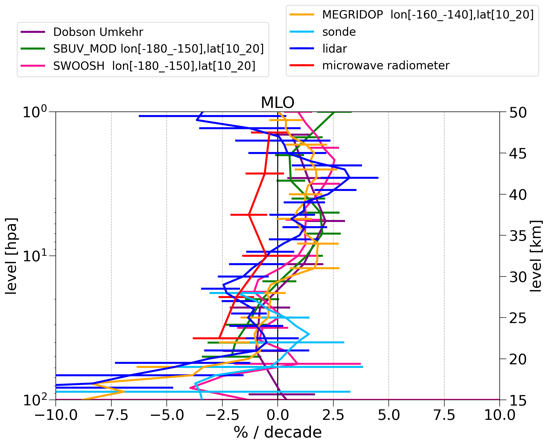 Dobson Umkehr
SBUV_MOD lon[-180_-150],lat[10_20]
SWOOSH lon[-180_-150],lat[10_20]
MEGRIDOP lon[-160_-140],lat[10_20]
sonde
lidar
microwave radiometer
MLO
10⁰
10¹
10²
level [hpa]
50
45
40
35
30
25
20
15
level [km]
−10.0 −7.5 −5.0 −2.5 0.0 2.5 5.0 7.5 10.0
% / decade